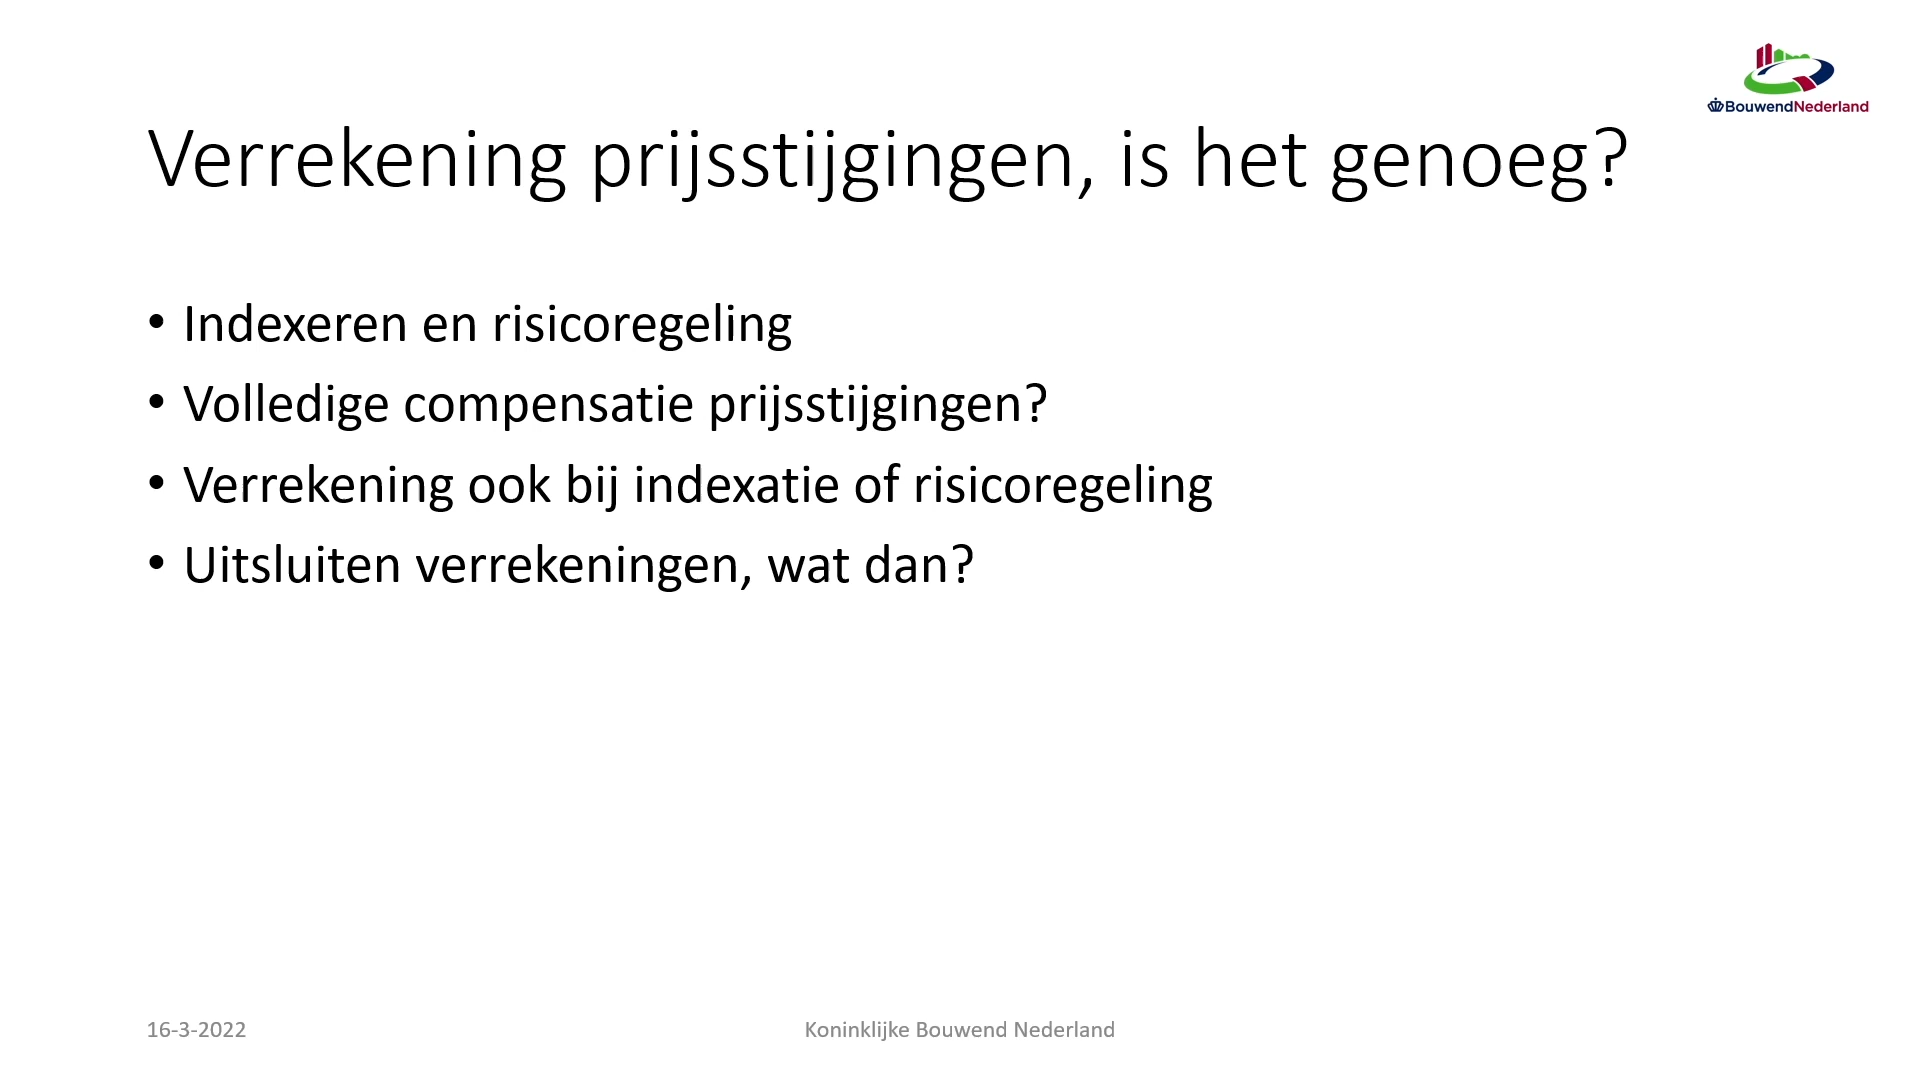 BouwendNederland
Verrekening prijsstijgingen, is het genoeg?
• Indexeren en risicoregeling
• Volledige compensatie prijsstijgingen?
• Verrekening ook bij indexatie of risicoregeling
• Uitsluiten verrekeningen, wat dan?
16-3-2022
Koninklijke Bouwend Nederland